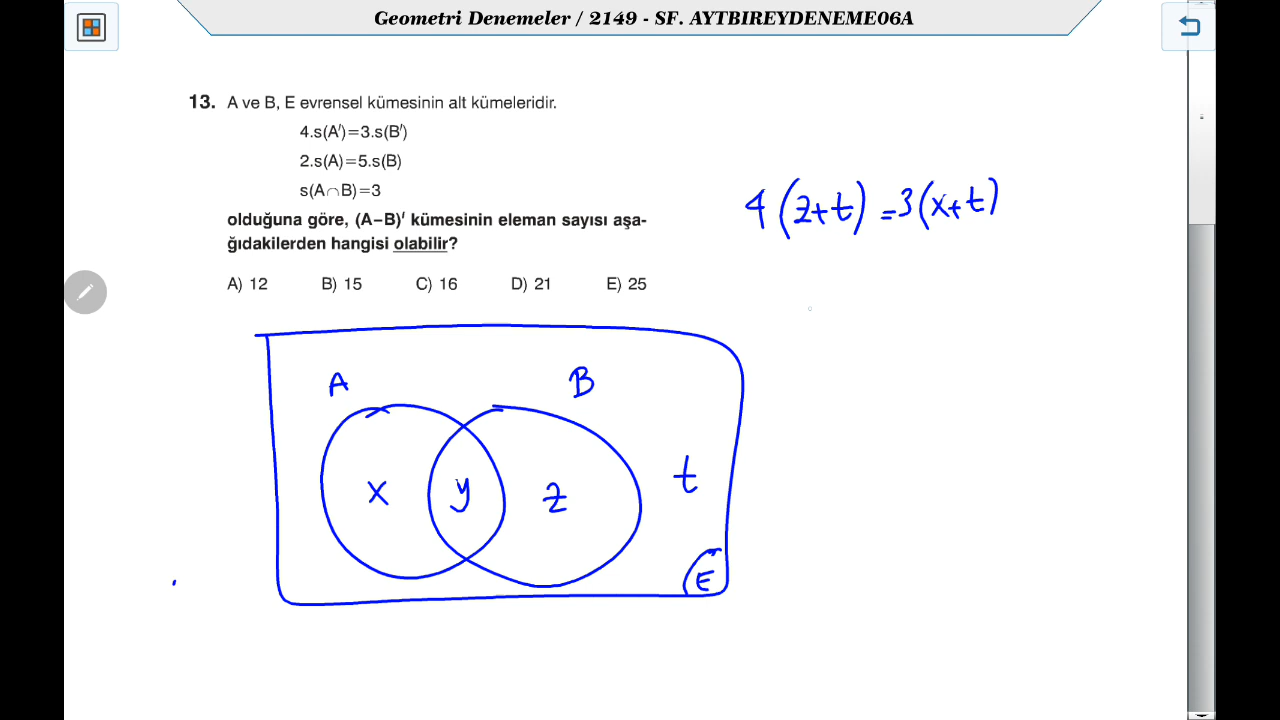 Geometri Denemeler / 2149 - SF. AYTBIREYDENEME06A
13. A ve B, E evrensel kümesinin alt kümeleridir.
4.s(A')=3.s(B')
2.s(A)=5.s(B)
s(A∩B)=3
olduğuna göre, (A−B)' kümesinin eleman sayısı aşa-
ğıdakilerden hangisi olabilir?
A) 12 B) 15 C) 16 D) 21 E) 25
4(z+t)=3(x+t)
A B
x y z t
E